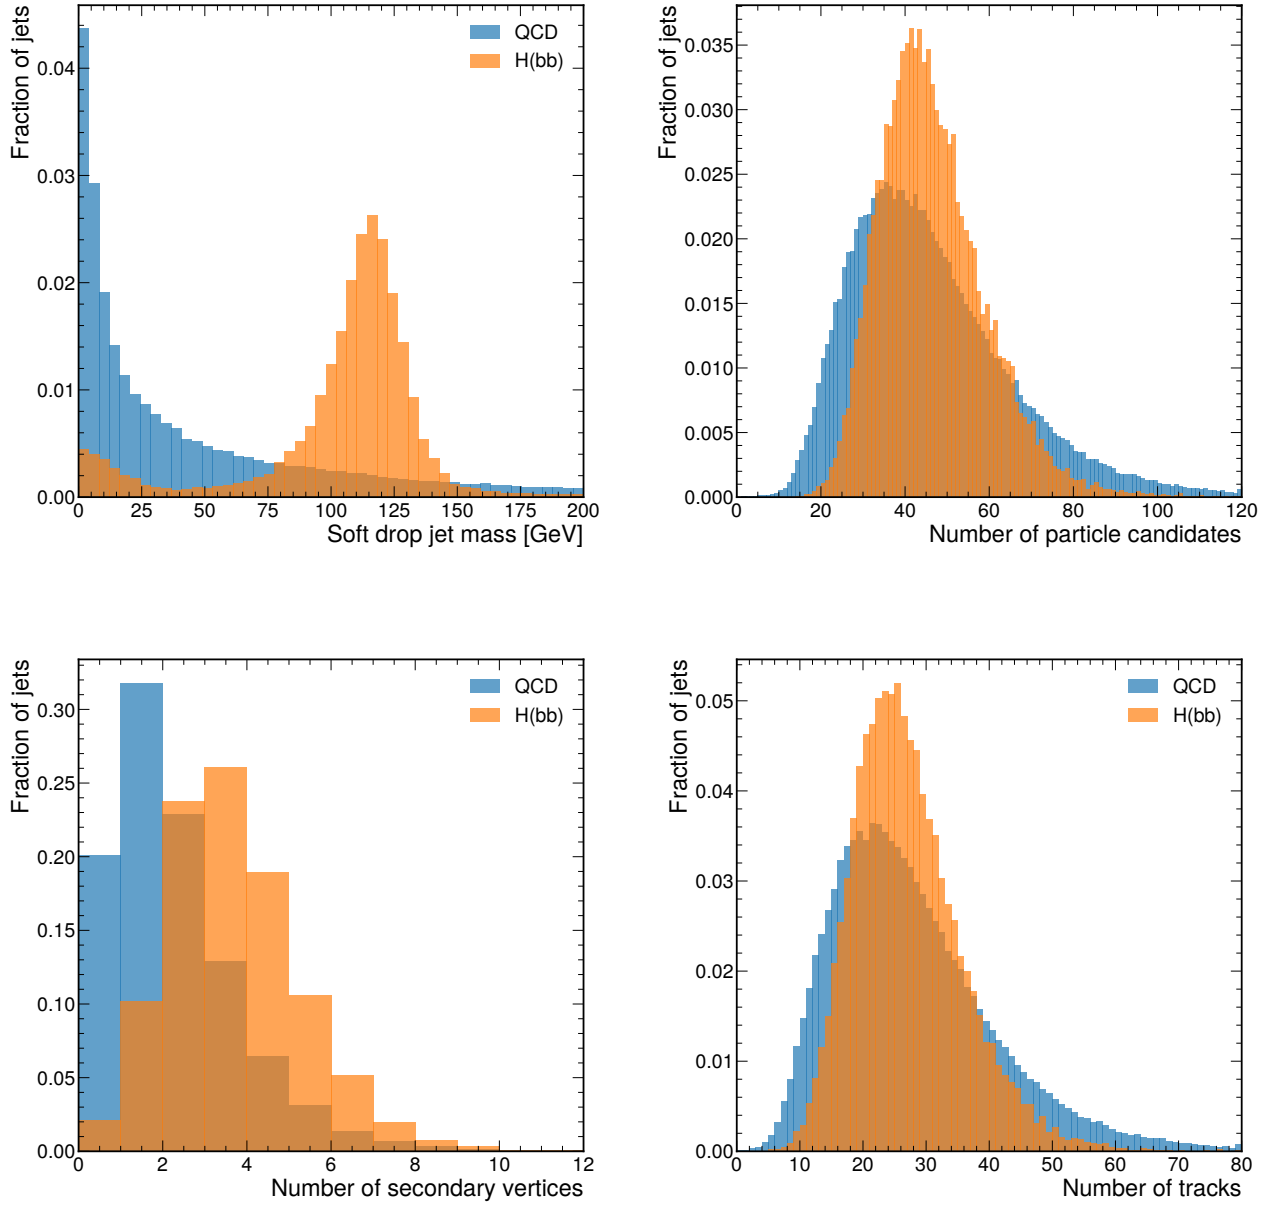 Fraction of jets
QCD
H(bb)
0.04
0.03
0.02
0.01
0.00
0 25 50 75 100 125 150 175 200
Soft drop jet mass [GeV]
Fraction of jets
0.035
0.030
0.025
0.020
0.015
0.010
0.005
0.000
0 20 40 60 80 100 120
Number of particle candidates
Fraction of jets
QCD
H(bb)
0.30
0.25
0.20
0.15
0.10
0.05
0.00
0 2 4 6 8 10 12
Number of secondary vertices
Fraction of jets
QCD
H(bb)
0.05
0.04
0.03
0.02
0.01
0.00
0 10 20 30 40 50 60 70 80
Number of tracks